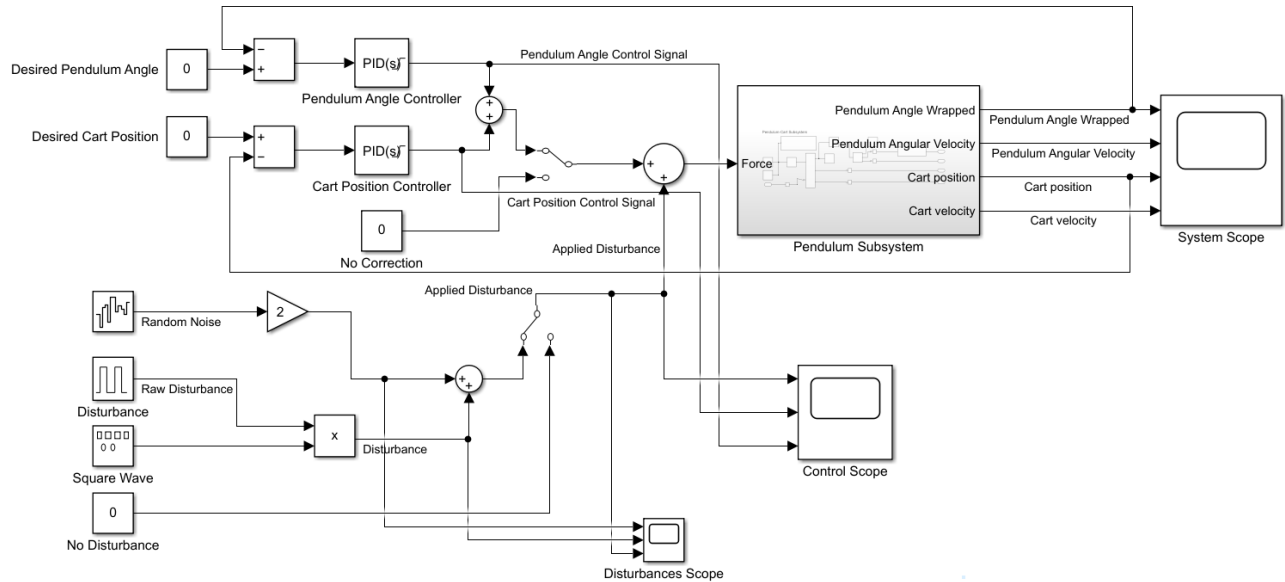 Desired Pendulum Angle
0
−
+
PID(s)
Pendulum Angle Controller
Pendulum Angle Control Signal
Desired Cart Position
0
+
−
PID(s)
Cart Position Controller
Cart Position Control Signal
+
+
0
No Correction
+
+
Applied Disturbance
Force
Pendulum Angle Wrapped
Pendulum Angular Velocity
Cart position
Cart velocity
Pendulum Subsystem
Pendulum Angle Wrapped
Pendulum Angular Velocity
Cart position
Cart velocity
System Scope
Random Noise
2
Applied Disturbance
Disturbance
Raw Disturbance
+
+
Square Wave
x
Disturbance
0
No Disturbance
Control Scope
Disturbances Scope